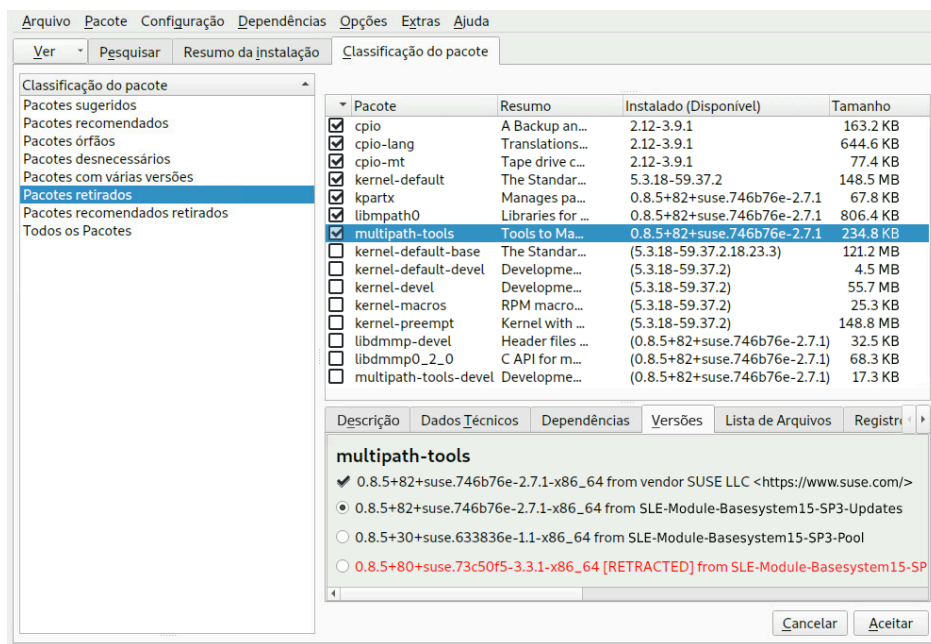 Arquivo Pacote Configuração Dependências Opções Extras Ajuda
Ver Pesquisar Resumo da instalação Classificação do pacote
Classificação do pacote
Pacotes sugeridos
Pacotes recomendados
Pacotes órfãos
Pacotes desnecessários
Pacotes com várias versões
Pacotes retirados
Pacotes recomendados retirados
Todos os Pacotes
Pacote Resumo Instalado (Disponível) Tamanho
cpio A Backup an... 2.12-3.9.1 163.2 KB
cpio-lang Translations... 2.12-3.9.1 644.6 KB
cpio-mt Tape drive c... 2.12-3.9.1 77.4 KB
kernel-default The Standar... 5.3.18-59.37.2 148.5 MB
kpartx Manages pa... 0.8.5+82+suse.746b76e-2.7.1 67.8 KB
libmpath0 Libraries for ... 0.8.5+82+suse.746b76e-2.7.1 806.4 KB
multipath-tools Tools to Ma... 0.8.5+82+suse.746b76e-2.7.1 234.8 KB
kernel-default-base The Standar... (5.3.18-59.37.2.18.23.3) 121.2 MB
kernel-default-devel Developme... (5.3.18-59.37.2) 4.5 MB
kernel-devel Developme... (5.3.18-59.37.2) 55.7 MB
kernel-macros RPM macro... (5.3.18-59.37.2) 25.3 KB
kernel-preempt Kernel with ... (5.3.18-59.37.2) 148.8 MB
libdmmp-devel Header files ... (0.8.5+82+suse.746b76e-2.7.1) 32.5 KB
libdmmp0_2_0 C API for m... (0.8.5+82+suse.746b76e-2.7.1) 68.3 KB
multipath-tools-devel Developme... (0.8.5+82+suse.746b76e-2.7.1) 17.3 KB
Descrição Dados Técnicos Dependências Versões Lista de Arquivos Registr
multipath-tools
0.8.5+82+suse.746b76e-2.7.1-x86_64 from vendor SUSE LLC <https://www.suse.com/>
0.8.5+82+suse.746b76e-2.7.1-x86_64 from SLE-Module-Basesystem15-SP3-Updates
0.8.5+30+suse.633836e-1.1-x86_64 from SLE-Module-Basesystem15-SP3-Pool
0.8.5+80+suse.73c50f5-3.3.1-x86_64 [RETRACTED] from SLE-Module-Basesystem15-SP
Cancelar Aceitar